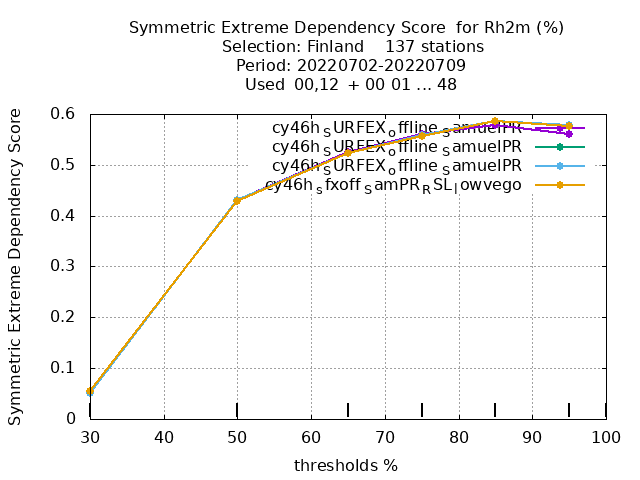 Symmetric Extreme Dependency Score for Rh2m (%)
Selection: Finland 137 stations
Period: 20220702-20220709
Used 00,12 + 00 01 ... 48
Symmetric Extreme Dependency Score
0.6
0.5
0.4
0.3
0.2
0.1
0
cy46h_SURFEX_offline_SamuelPR
cy46h_SURFEX_offline_SamuelPR
cy46h_SURFEX_offline_SamuelPR
cy46h_sfxoff_SamPR_RSL_lowvego
30 40 50 60 70 80 90 100
thresholds %